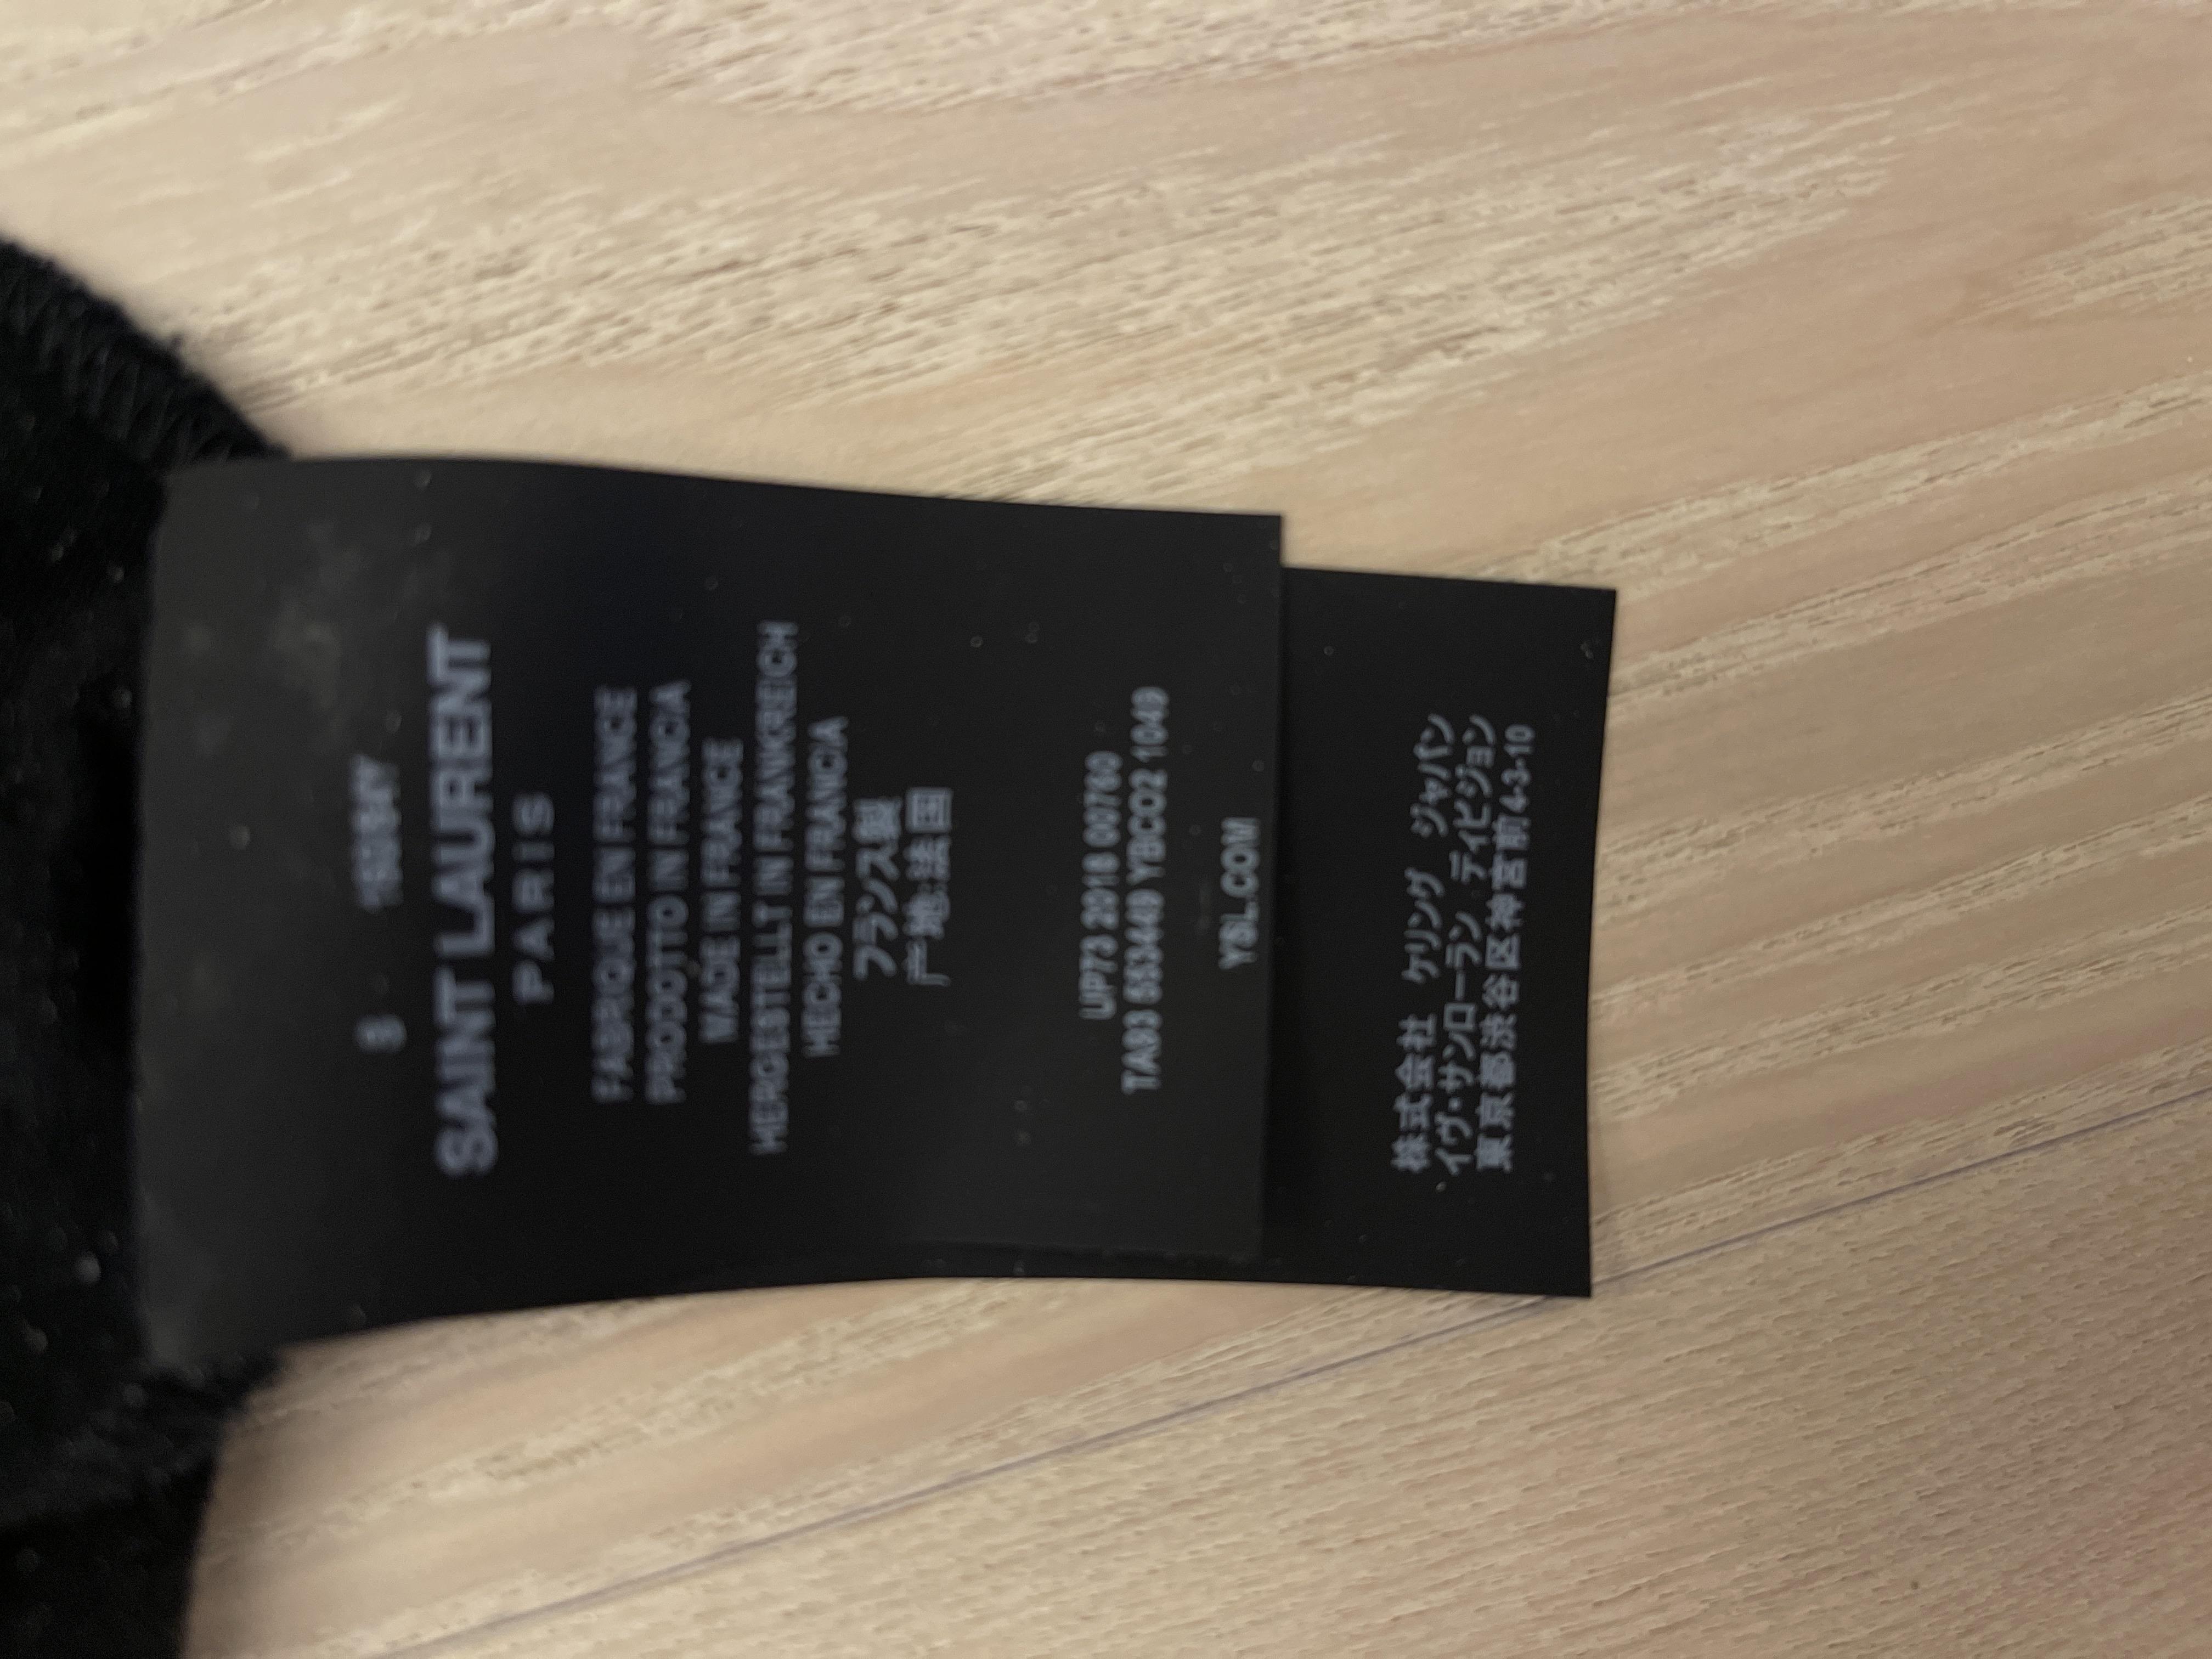 S
SAINT LAURENT
PARIS
FABRIQUE EN FRANCE
PRODOTTO IN FRANCIA
MADE IN FRANCE
HERGESTELLT IN FRANKREICH
HECHO EN FRANCIA
フランス製
产地:法国
UP73 2018 00760
TA93 553449 YBCO2 1049
YSL.COM
株式会社 ケリング ジャパン
イヴ・サンローラン ディビジョン
東京都渋谷区神宮前4-3-10